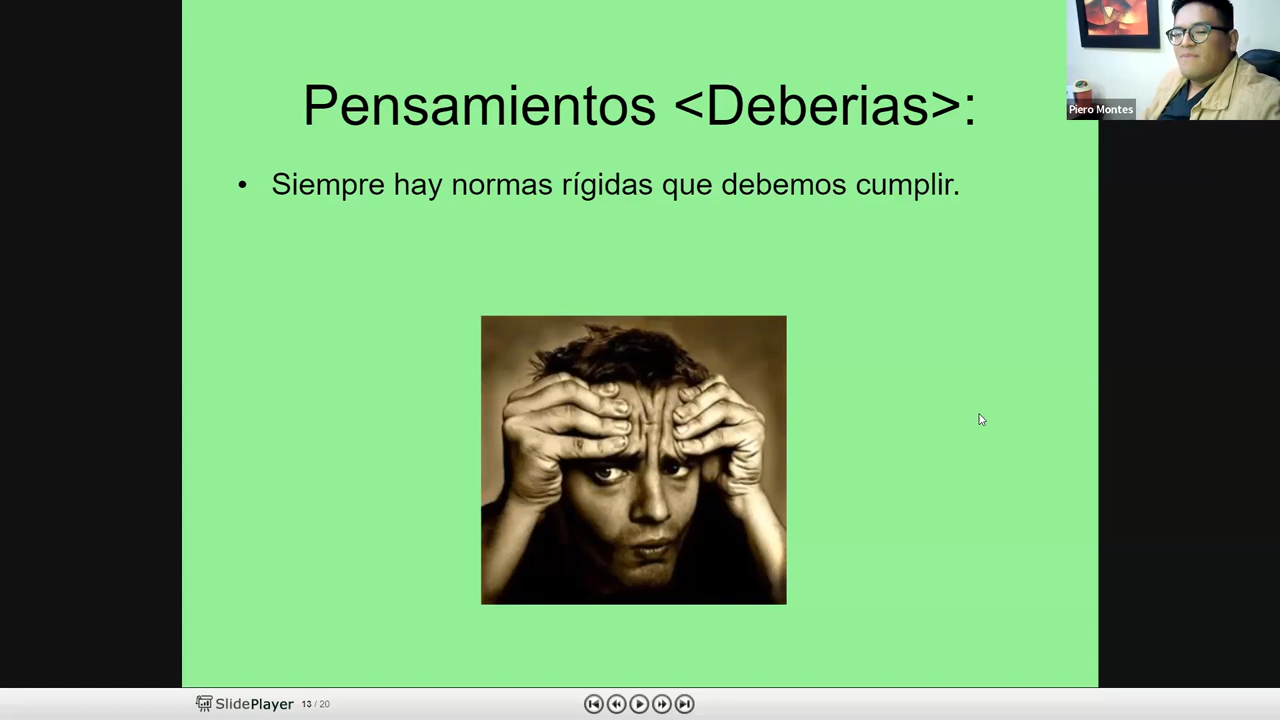 Pensamientos <Deberias>:
• Siempre hay normas rígidas que debemos cumplir.
Piero Montes
SlidePlayer 13 / 20